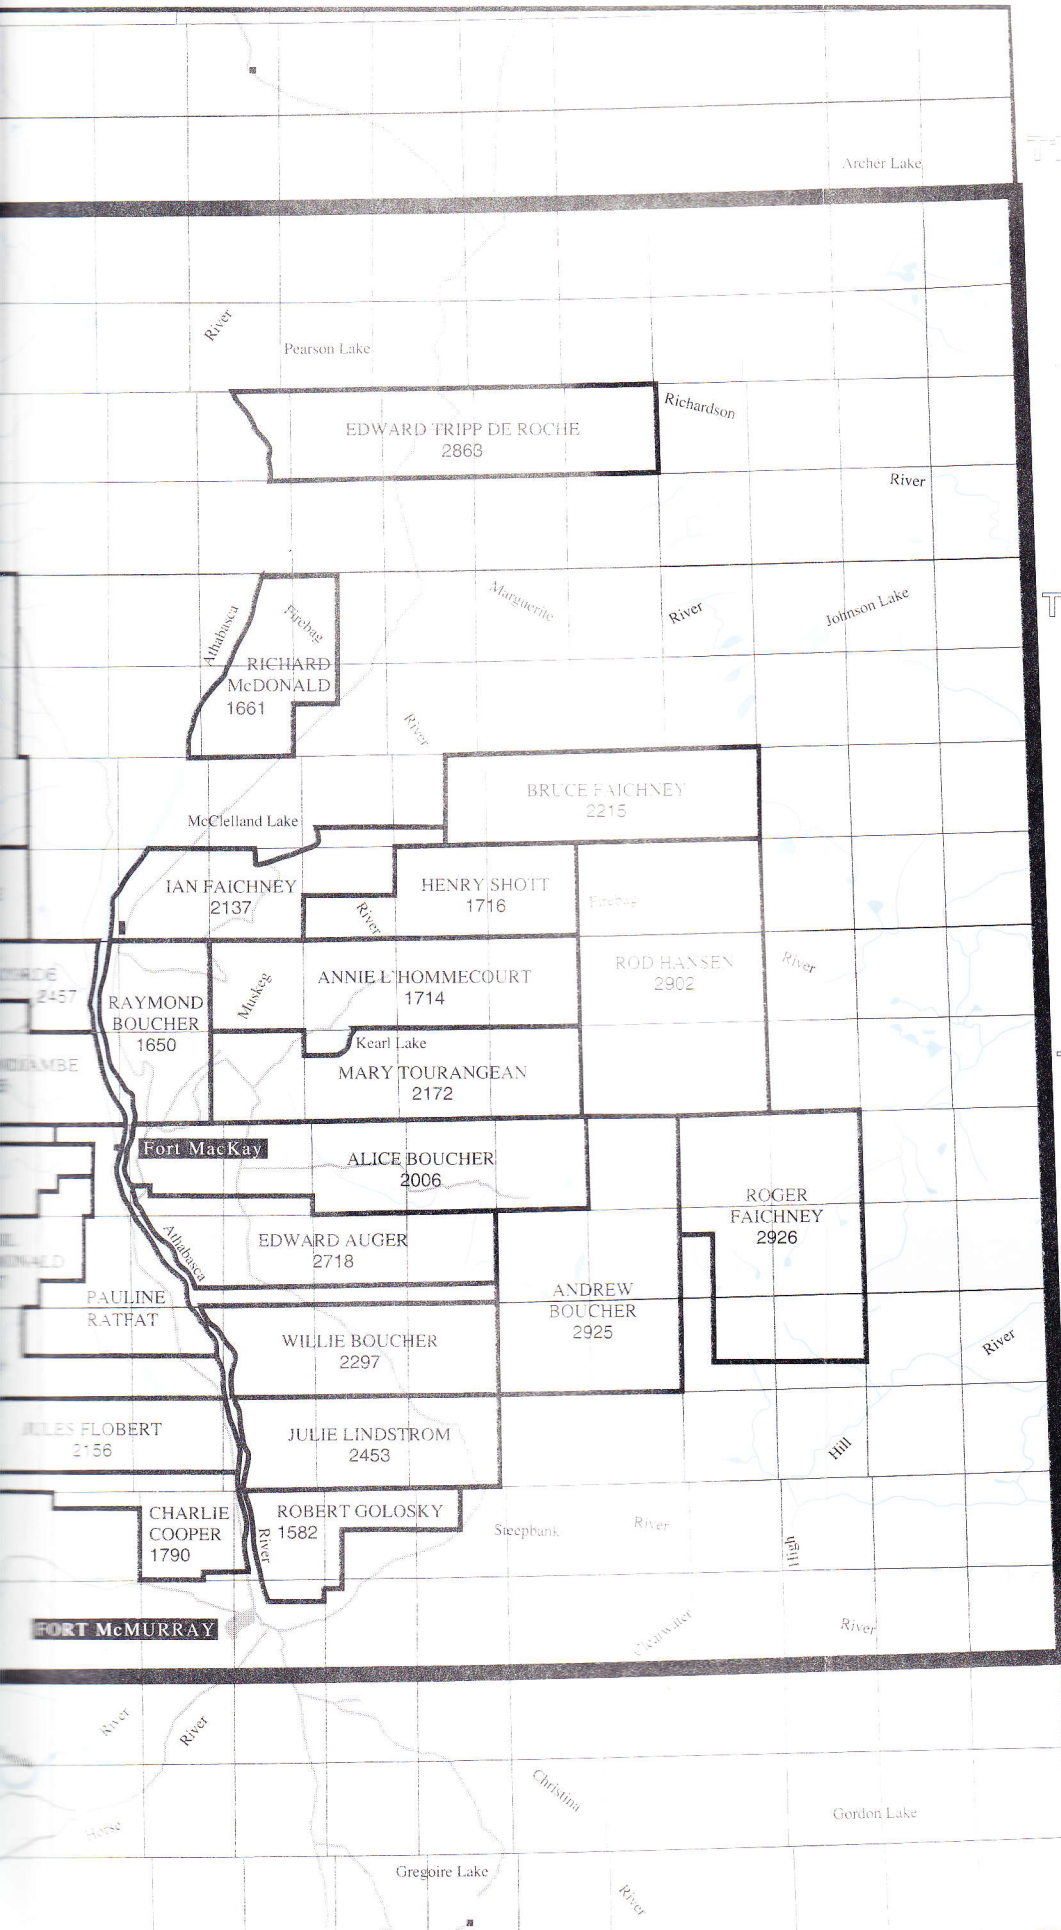 Archer Lake
River
Pearson Lake
EDWARD TRIPP DE ROCHE
2863
Richardson
River
Athabasca
Firebag
Marguerite
River
Johnson Lake
RICHARD
McDONALD
1661
River
BRUCE FAICHNEY
2215
McClelland Lake
IAN FAICHNEY
2137
River
HENRY SHOTT
1716
Firebag
ROD HANSEN
2902
River
2457
RAYMOND
BOUCHER
1650
Muskeg
ANNIE L'HOMMECOURT
1714
Kearl Lake
MARY TOURANGEAN
2172
Fort MacKay
ALICE BOUCHER
2006
ROGER
FAICHNEY
2926
Athabasca
EDWARD AUGER
2718
ANDREW
BOUCHER
2925
PAULINE
RATFAT
WILLIE BOUCHER
2297
River
FLOBERT
2156
JULIE LINDSTROM
2453
Hill
CHARLIE
COOPER
1790
River
ROBERT GOLOSKY
1582
Steepbank
River
High
FORT McMURRAY
Clearwater
River
River
River
Horse
Christina
Gordon Lake
Gregoire Lake
River